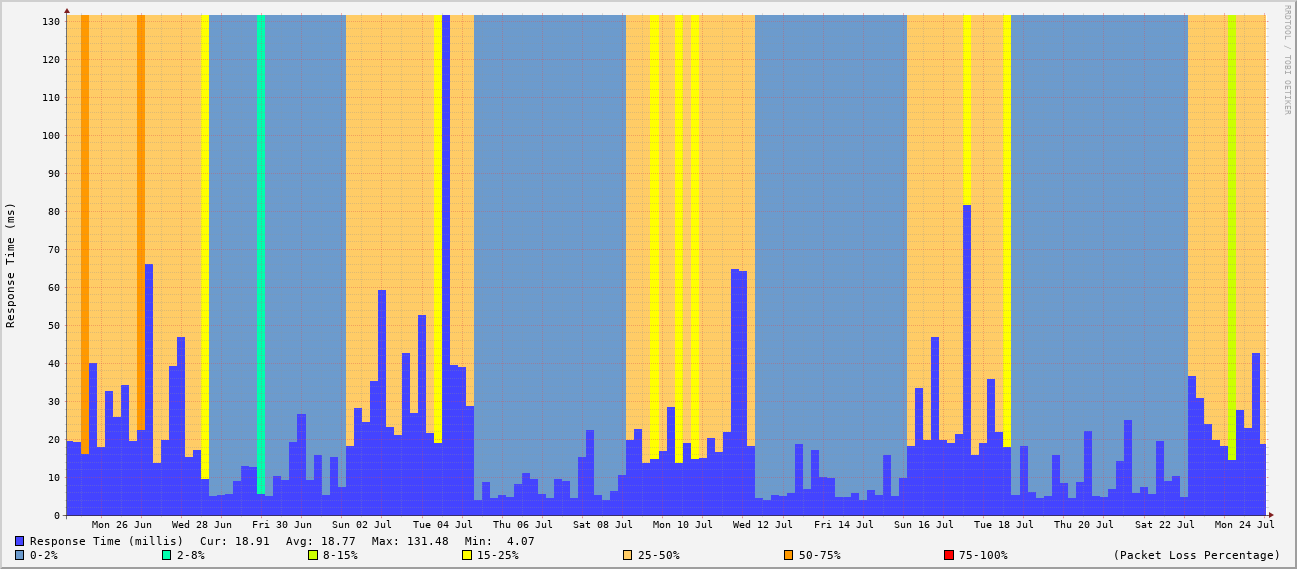 RRDTOOL / TOBI OETIKER
Response Time (ms)
130
120
110
100
90
80
70
60
50
40
30
20
10
0
Mon 26 Jun Wed 28 Jun Fri 30 Jun Sun 02 Jul Tue 04 Jul Thu 06 Jul Sat 08 Jul Mon 10 Jul Wed 12 Jul Fri 14 Jul Sun 16 Jul Tue 18 Jul Thu 20 Jul Sat 22 Jul Mon 24 Jul
Response Time (millis) Cur: 18.91 Avg: 18.77 Max: 131.48 Min: 4.07
0-2% 2-8% 8-15% 15-25% 25-50% 50-75% 75-100% (Packet Loss Percentage)